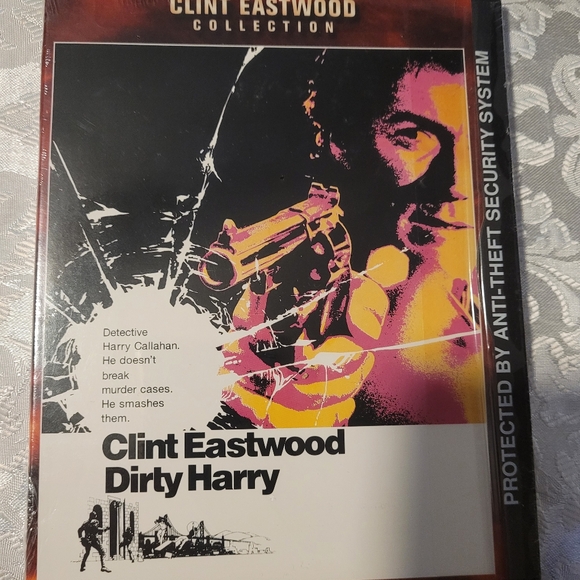 CLINT EASTWOOD
COLLECTION
Detective
Harry Callahan.
He doesn't
break
murder cases.
He smashes
them.
Clint Eastwood
Dirty Harry
PROTECTED BY ANTI-THEFT SECURITY SYSTEM